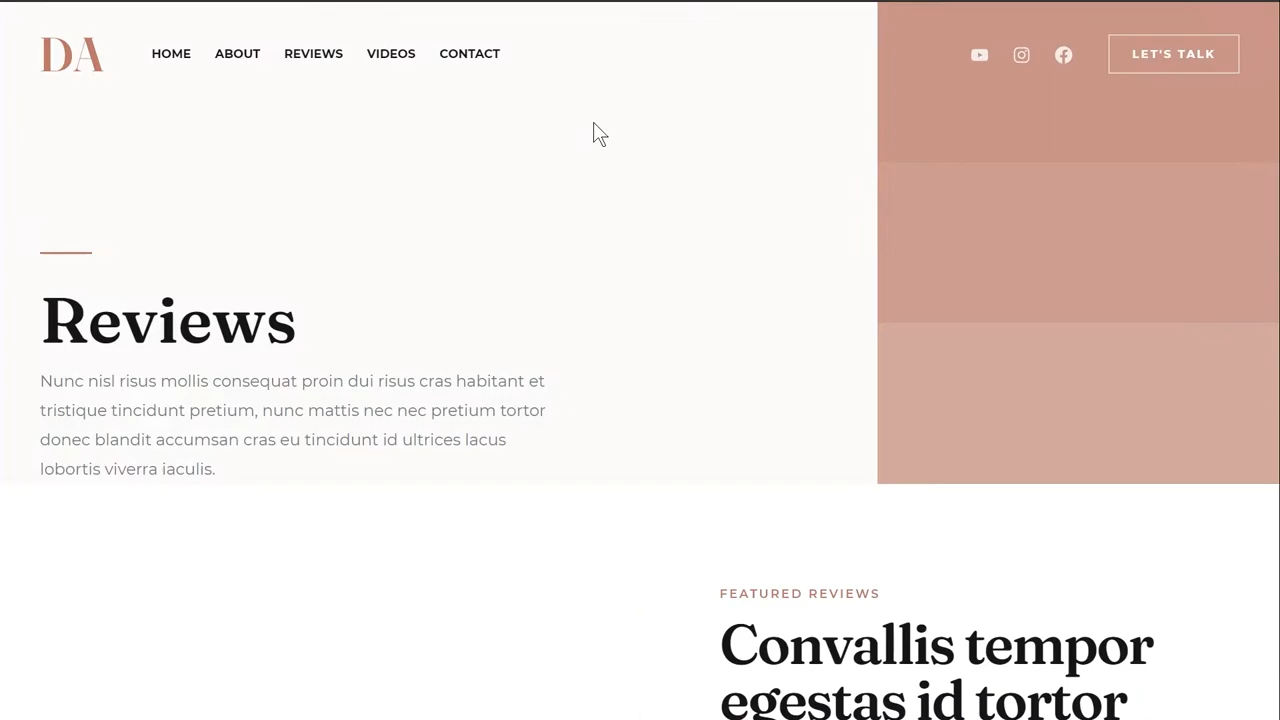 DA
HOME ABOUT REVIEWS VIDEOS CONTACT
LET'S TALK
Reviews
Nunc nisl risus mollis consequat proin dui risus cras habitant et
tristique tincidunt pretium, nunc mattis nec nec pretium tortor
donec blandit accumsan cras eu tincidunt id ultrices lacus
lobortis viverra iaculis.
FEATURED REVIEWS
Convallis tempor
egestas id tortor